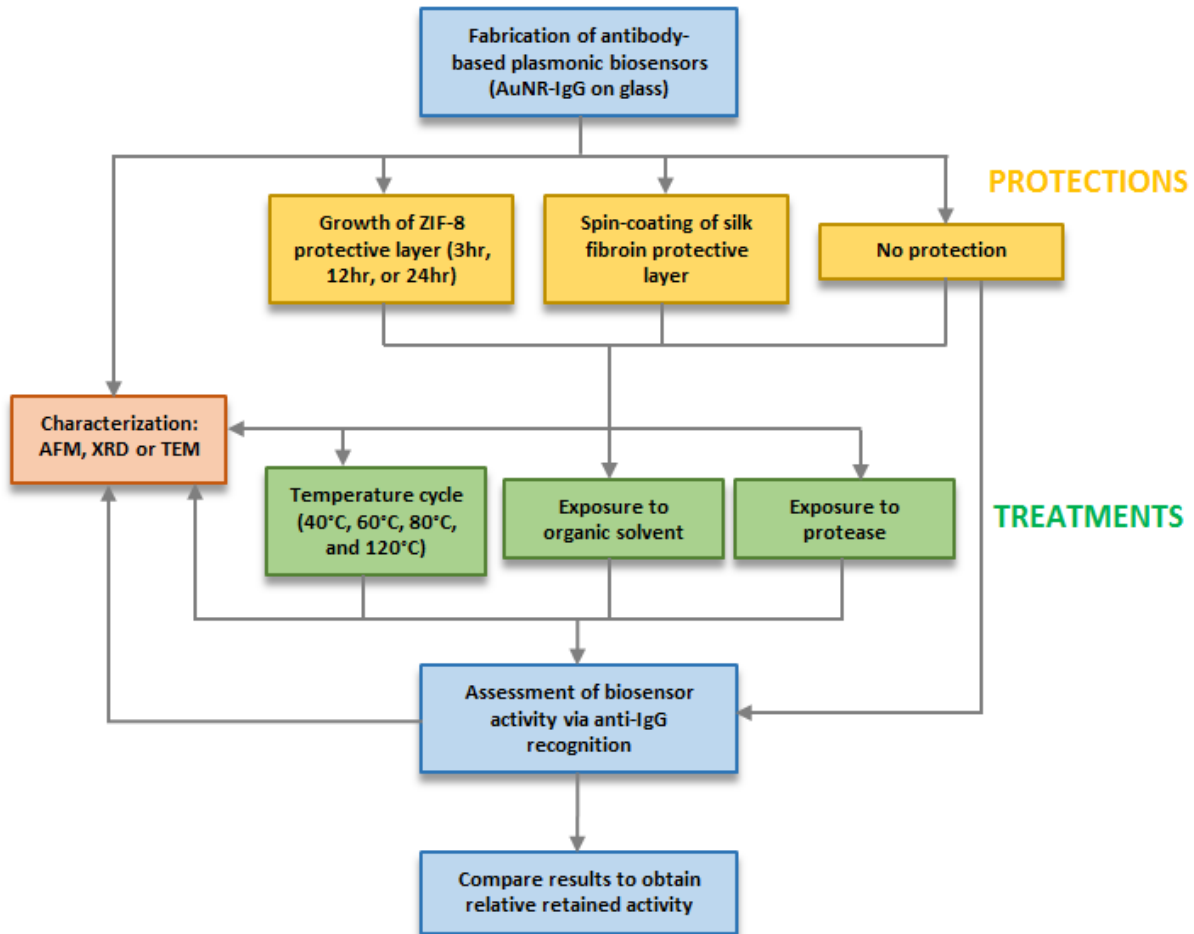 Fabrication of antibody-
based plasmonic biosensors
(AuNR-IgG on glass)
PROTECTIONS
Growth of ZIF-8
protective layer (3hr,
12hr, or 24hr)
Spin-coating of silk
fibroin protective
layer
No protection
Characterization:
AFM, XRD or TEM
TREATMENTS
Temperature cycle
(40°C, 60°C, 80°C,
and 120°C)
Exposure to
organic solvent
Exposure to
protease
Assessment of biosensor
activity via anti-IgG
recognition
Compare results to obtain
relative retained activity